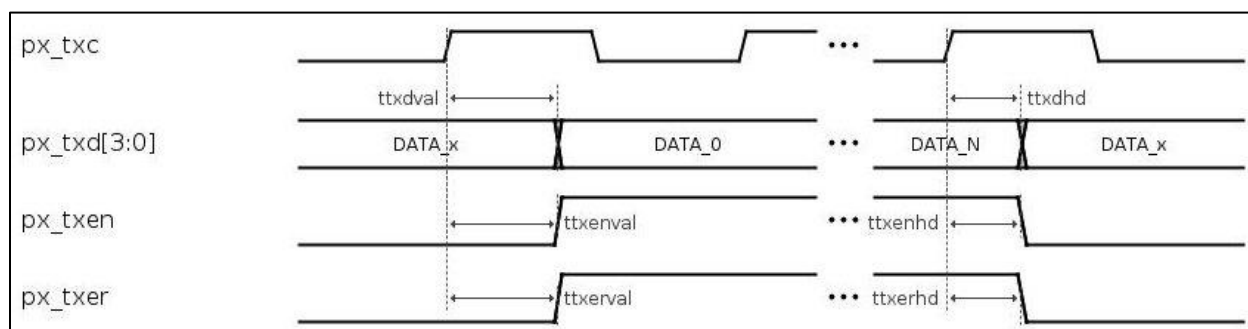 px_txc
•••
ttxdval
ttxdhd
px_txd[3:0]
DATA_x
DATA_0
•••
DATA_N
DATA_x
px_txen
ttxenval
•••
ttxenhd
px_txer
ttxerval
•••
ttxerhd